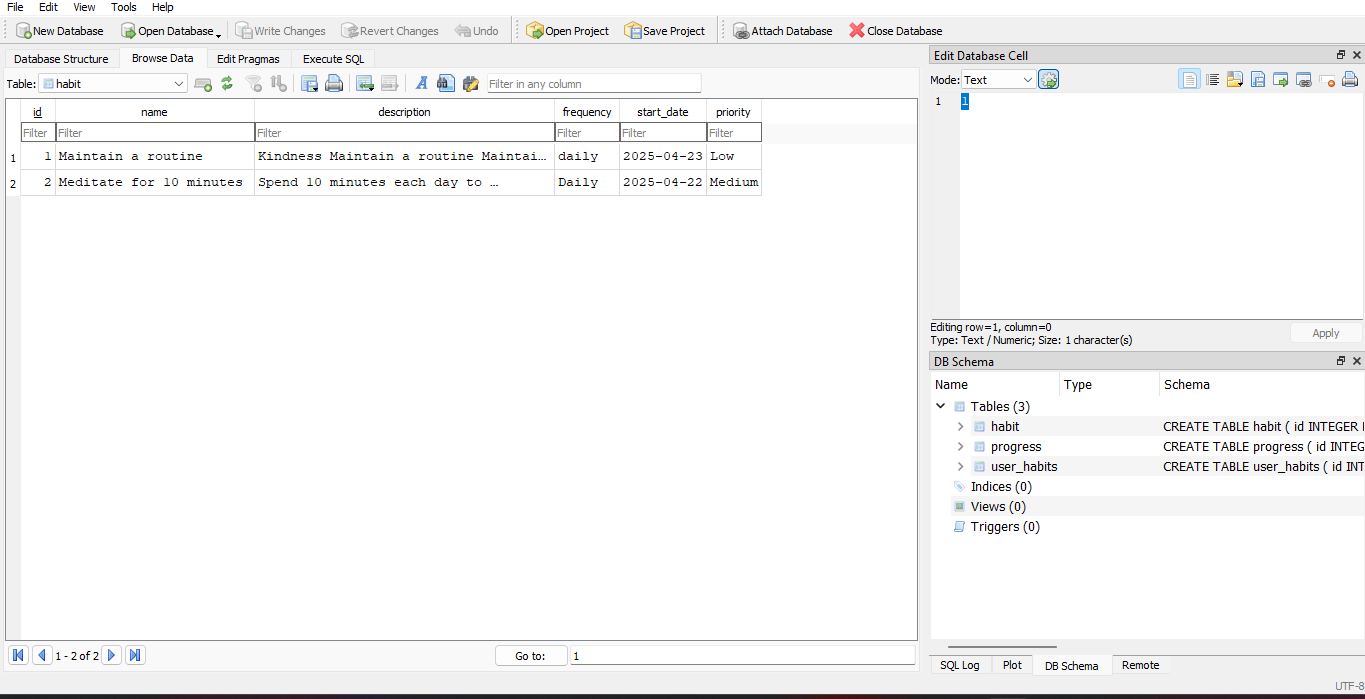 File Edit View Tools Help
New Database Open Database Write Changes Revert Changes Undo Open Project Save Project Attach Database Close Database
Database Structure Browse Data Edit Pragmas Execute SQL
Table: habit Filter in any column
id name description frequency start_date priority
Filter Filter Filter Filter Filter Filter
1 1 Maintain a routine Kindness Maintain a routine Maintai… daily 2025-04-23 Low
2 2 Meditate for 10 minutes Spend 10 minutes each day to … Daily 2025-04-22 Medium
1 - 2 of 2 Go to: 1
Edit Database Cell
Mode: Text
1 1
Editing row=1, column=0
Type: Text / Numeric; Size: 1 character(s)
Apply
DB Schema
Name Type Schema
Tables (3)
habit CREATE TABLE habit ( id INTEGER
progress CREATE TABLE progress ( id INTEG
user_habits CREATE TABLE user_habits ( id INT
Indices (0)
Views (0)
Triggers (0)
SQL Log Plot DB Schema Remote
UTF-8